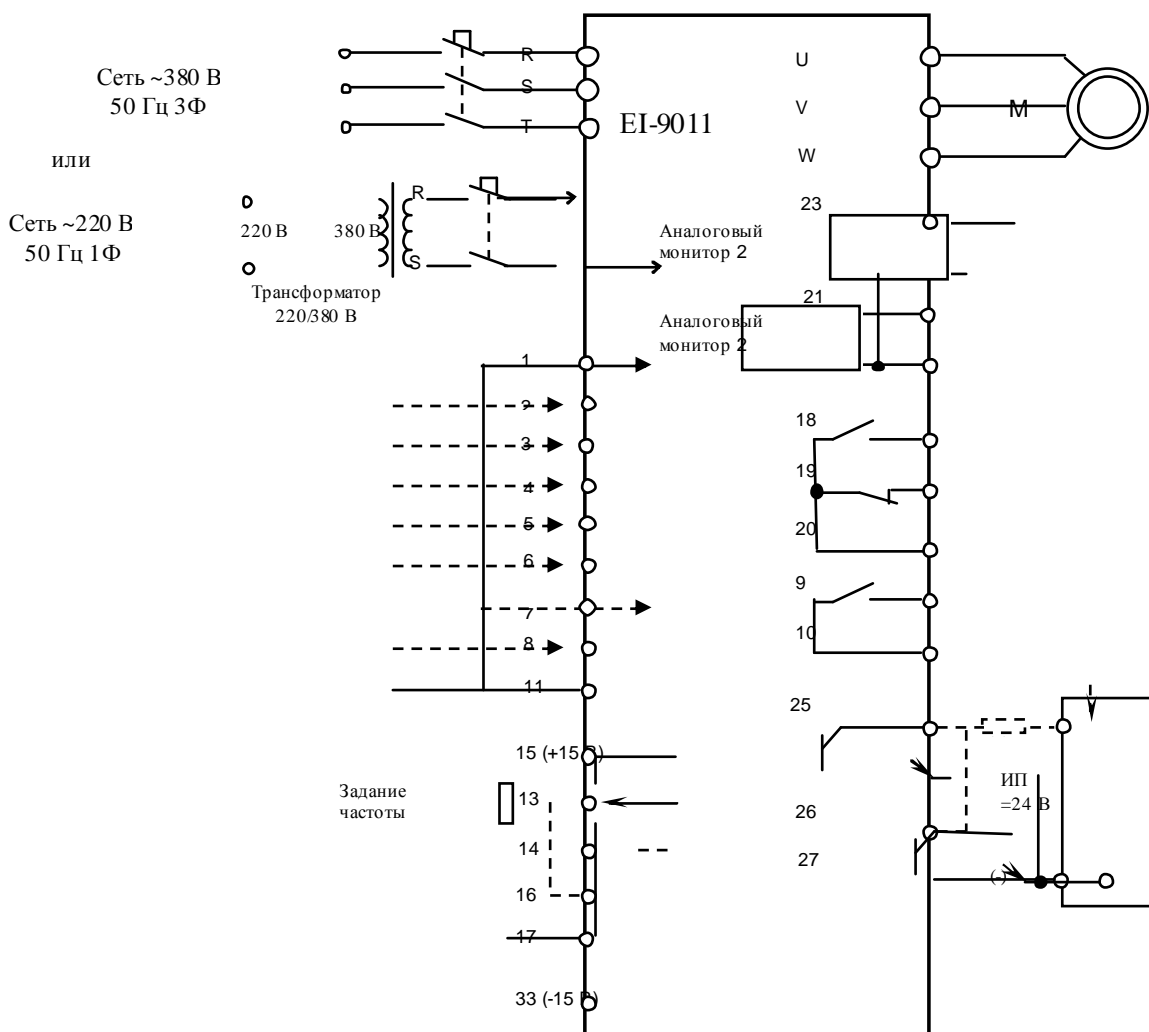 Сеть ~380 В
50 Гц 3Ф
или
Сеть ~220 В
50 Гц 1Ф
R
S
T
EI-9011
U
V
W
M
R
S
220 В
380 В
Трансформатор
220/380 В
23
Аналоговый
монитор 2
21
Аналоговый
монитор 2
1
2
3
4
5
6
7
8
11
18
19
20
9
10
25
26
27
15 (+15 В)
Задание
частоты
13
14
16
17
33 (-15 В)
ИП
=24 В
(-)